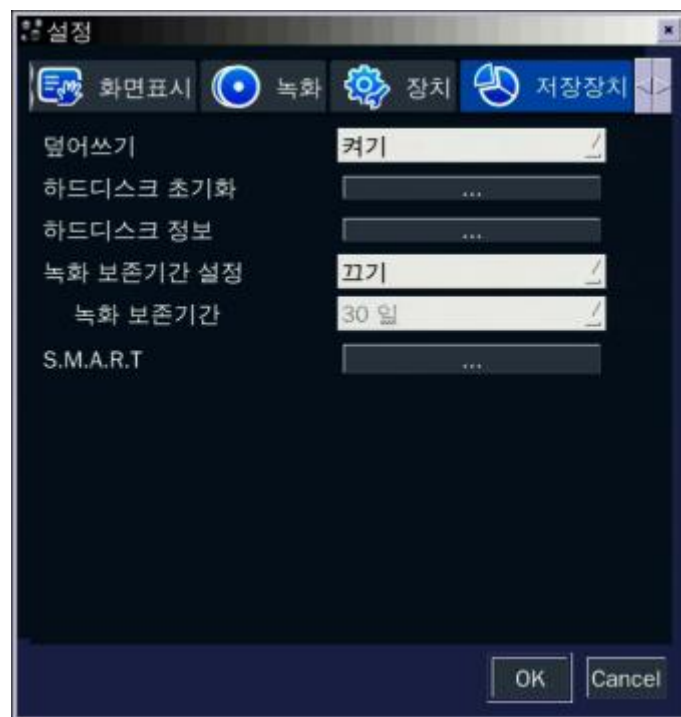 설정
화면표시 녹화 장치 저장장치
덮어쓰기 켜기
하드디스크 초기화 ...
하드디스크 정보 ...
녹화 보존기간 설정 끄기
녹화 보존기간 30 일
S.M.A.R.T ...
OK Cancel